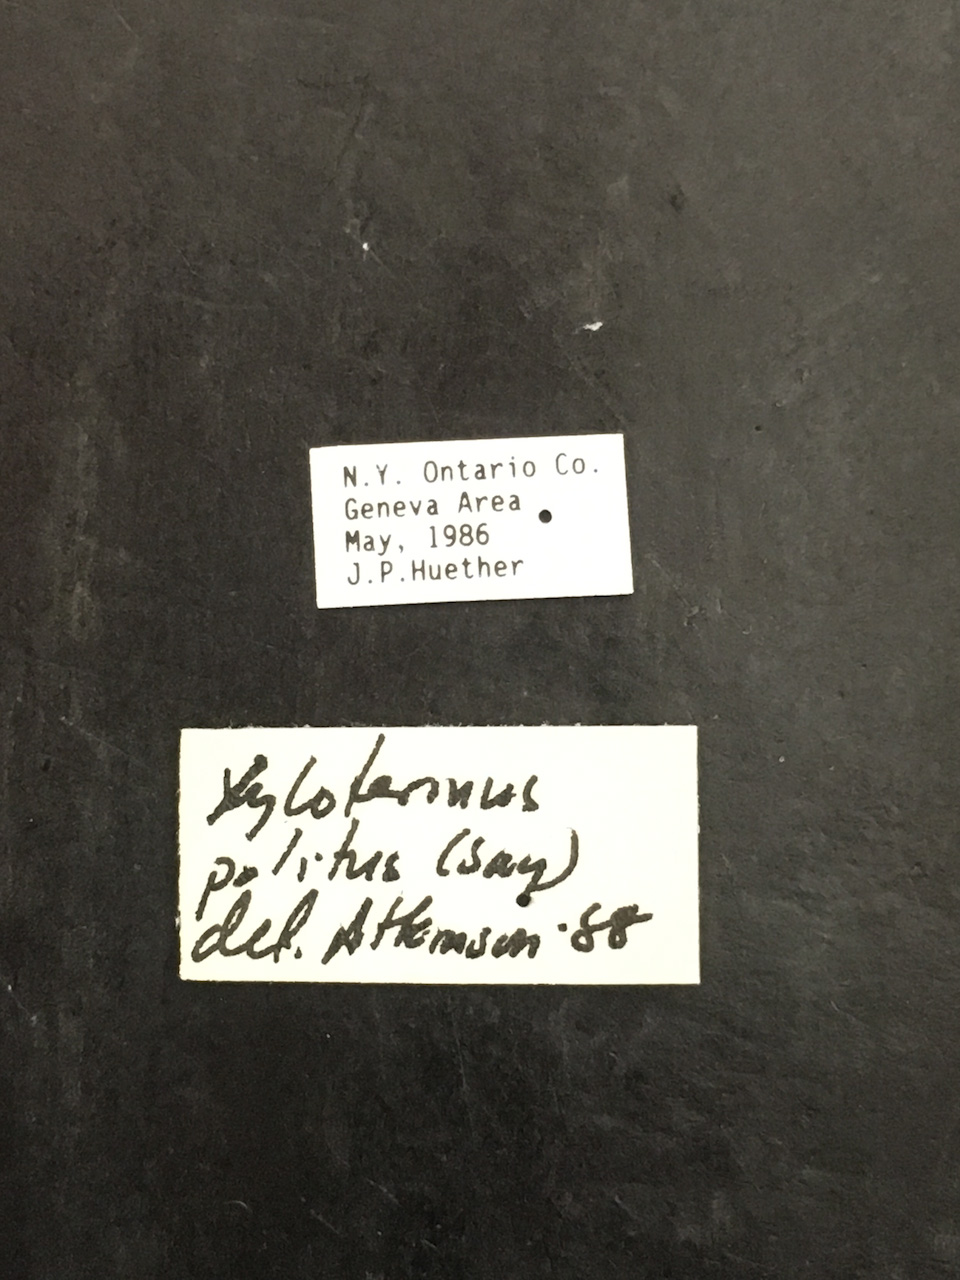 N.Y. Ontario Co.
Geneva Area
May, 1986
J.P.Huether
Xyloterinus
politus (Say)
det. Atkinson '88